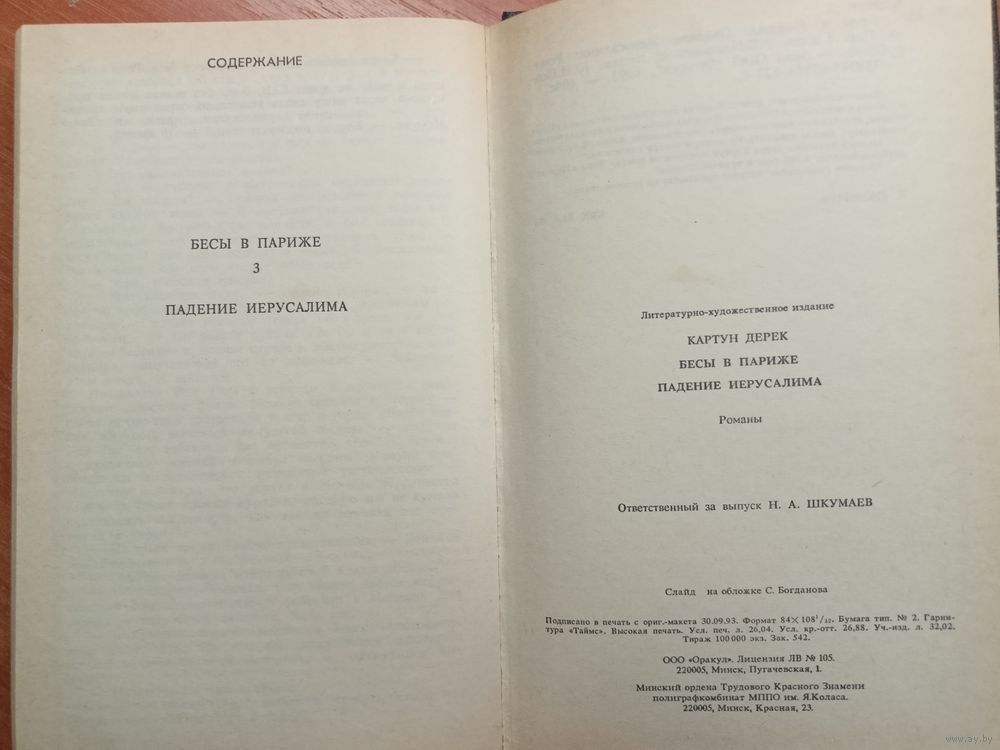 СОДЕРЖАНИЕ
БЕСЫ В ПАРИЖЕ
3
ПАДЕНИЕ ИЕРУСАЛИМА
Литературно-художественное издание
КАРТУН ДЕРЕК
БЕСЫ В ПАРИЖЕ
ПАДЕНИЕ ИЕРУСАЛИМА
Романы
Ответственный за выпуск Н. А. ШКУМАЕВ
Слайд на обложке С. Богданова
Подписано в печать с ориг.-макета 30.09.93. Формат 84×108¹/₃₂. Бумага тип. № 2. Гарни-
тура «Таймс». Высокая печать. Усл. печ. л. 26,04. Усл. кр.-отт. 26,88. Уч.-изд. л. 32,02.
Тираж 100 000 экз. Зак. 542.
ООО «Оракул». Лицензия ЛВ № 105.
220005, Минск, Пугачевская, 1.
Минский ордена Трудового Красного Знамени
полиграфкомбинат МППО им. Я.Коласа.
220005, Минск, Красная, 23.
www.ay.by